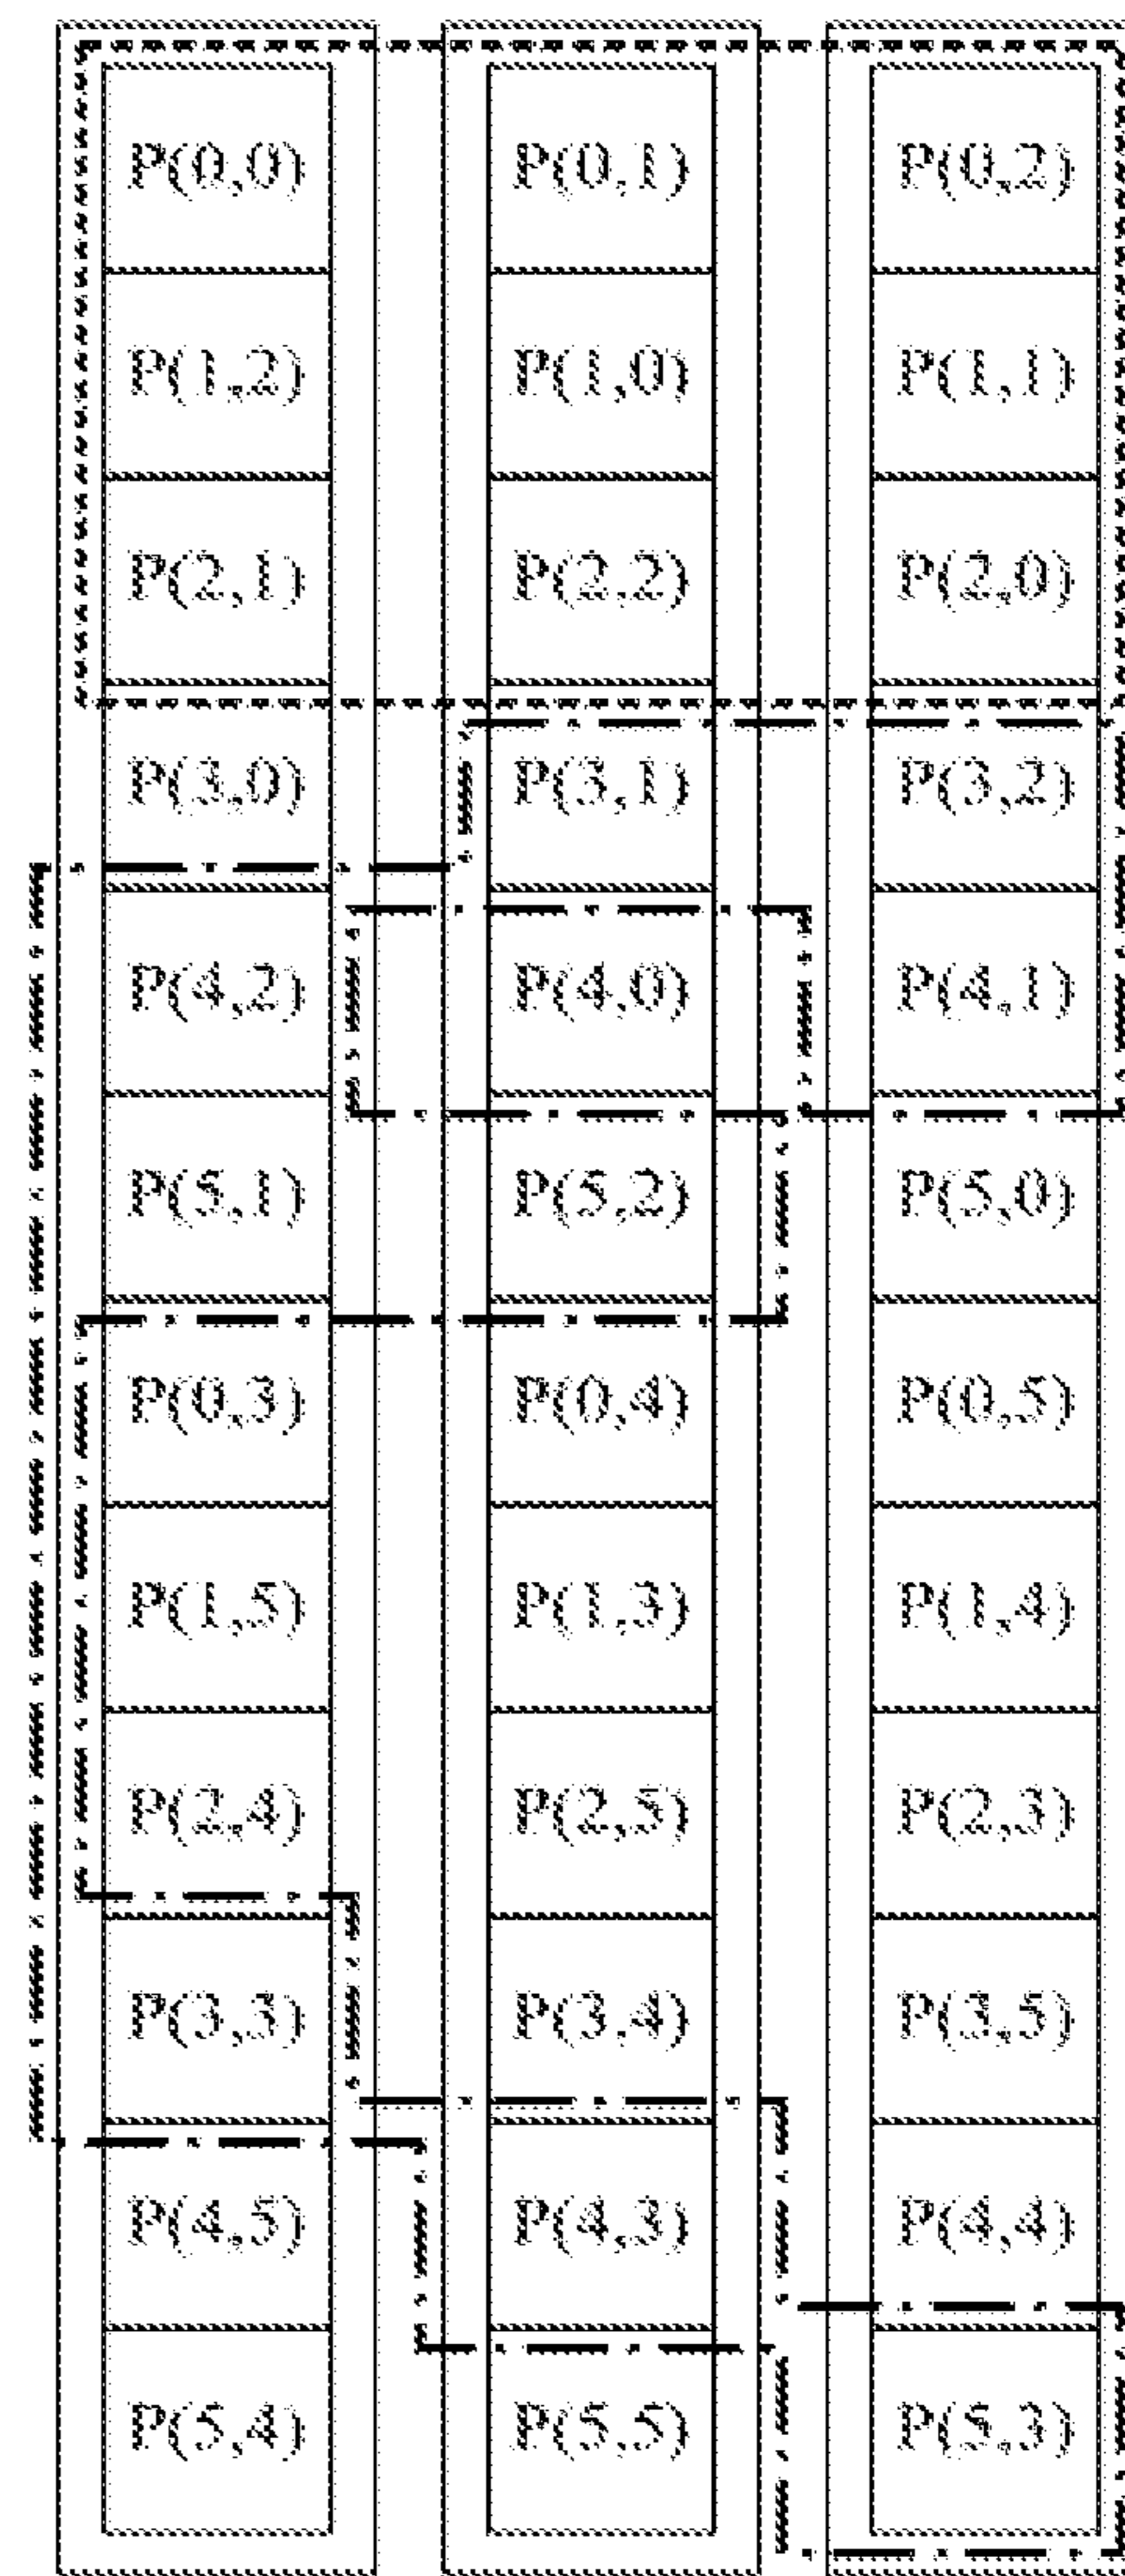 P(0,0) P(0,1) P(0,2)
P(1,2) P(1,0) P(1,1)
P(2,1) P(2,2) P(2,0)
P(3,0) P(3,1) P(3,2)
P(4,2) P(4,0) P(4,1)
P(5,1) P(5,2) P(5,0)
P(0,3) P(0,4) P(0,5)
P(1,5) P(1,3) P(1,4)
P(2,4) P(2,5) P(2,3)
P(3,3) P(3,4) P(3,5)
P(4,5) P(4,3) P(4,4)
P(5,4) P(5,5) P(5,3)